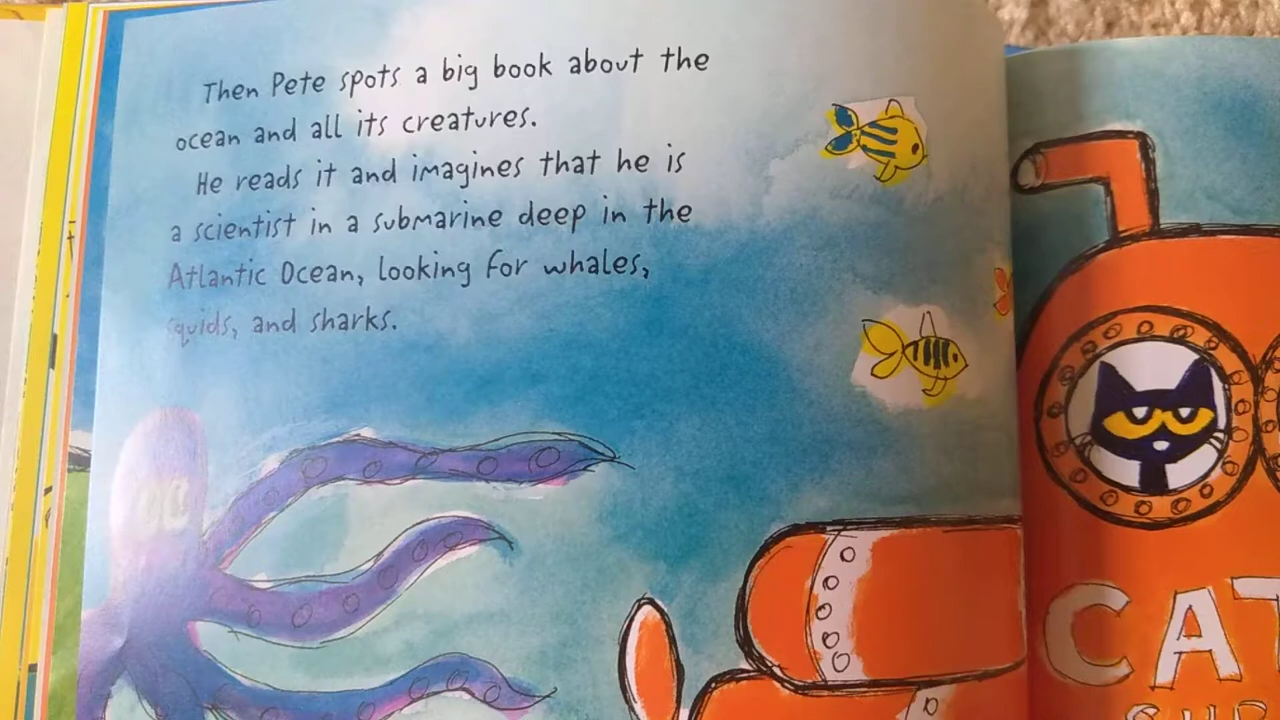 Then Pete spots a big book about the
ocean and all its creatures.
He reads it and imagines that he is
a scientist in a submarine deep in the
Atlantic Ocean, looking for whales,
squids, and sharks.
CAT